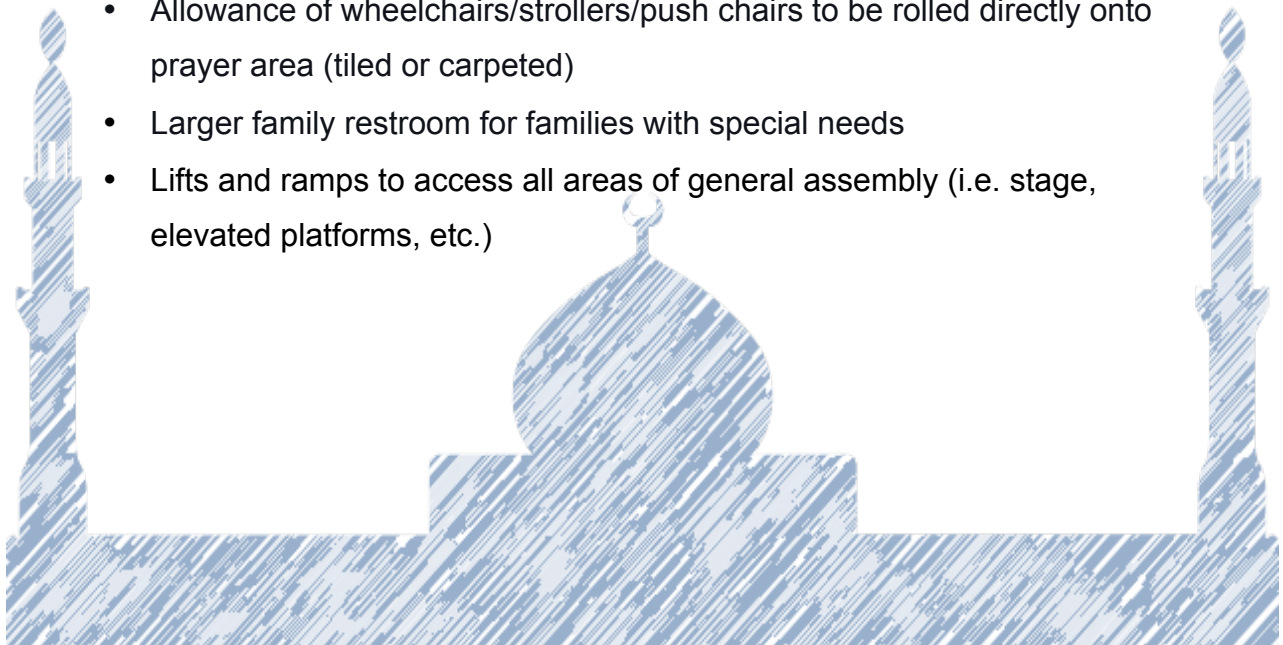 • Allowance of wheelchairs/strollers/push chairs to be rolled directly onto
prayer area (tiled or carpeted)
• Larger family restroom for families with special needs
• Lifts and ramps to access all areas of general assembly (i.e. stage,
elevated platforms, etc.)